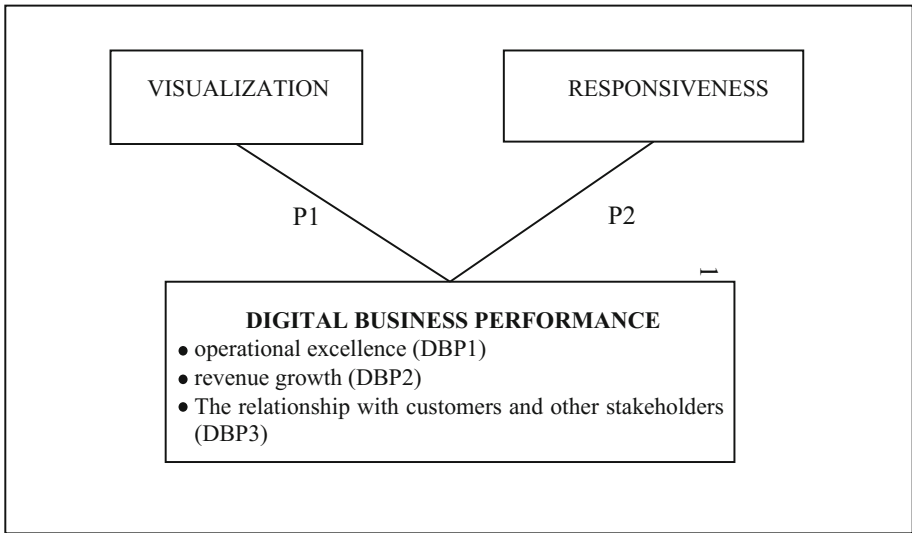 VISUALIZATION
RESPONSIVENESS
P1
P2
1
DIGITAL BUSINESS PERFORMANCE
• operational excellence (DBP1)
• revenue growth (DBP2)
• The relationship with customers and other stakeholders
(DBP3)